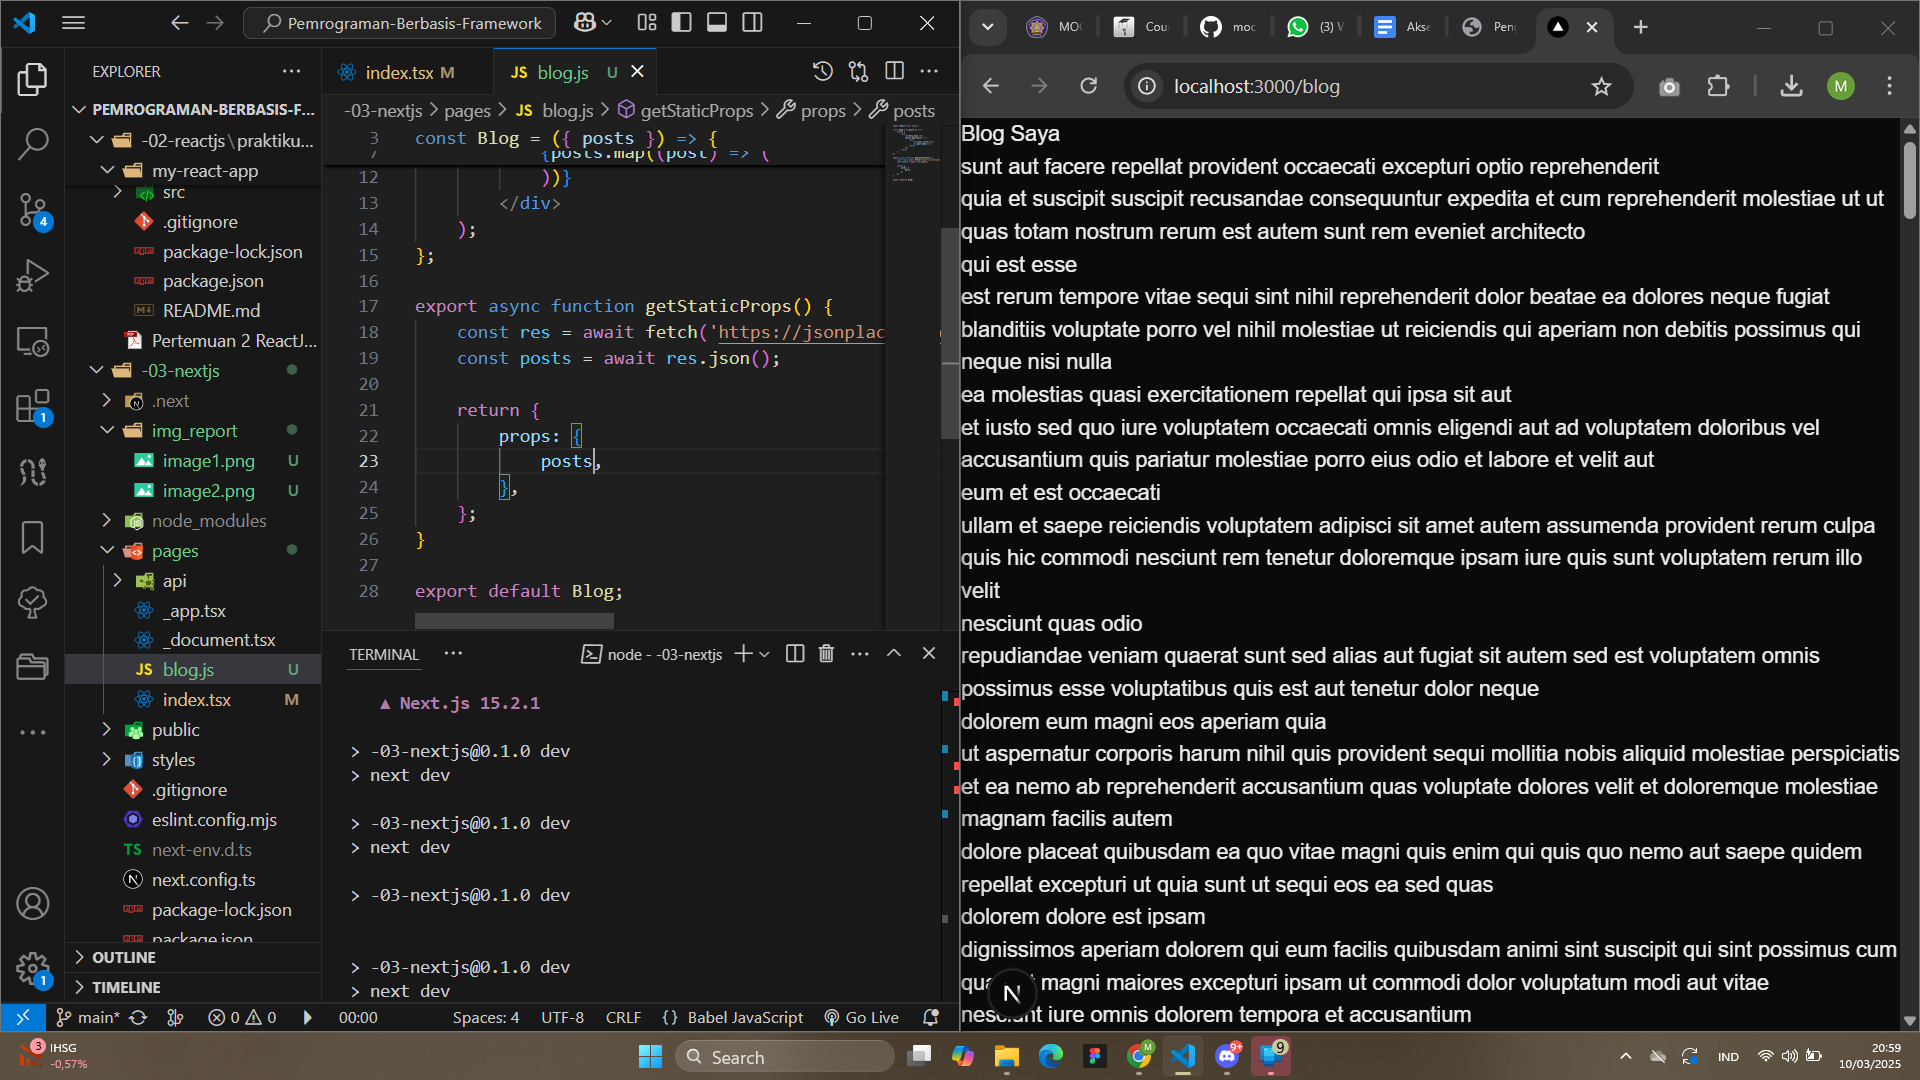 Pemrograman-Berbasis-Framework
EXPLORER
PEMROGRAMAN-BERBASIS-F...
-02-reactjs\praktiku...
my-react-app
src
.gitignore
package-lock.json
package.json
README.md
Pertemuan 2 ReactJ...
-03-nextjs
.next
img_report
image1.png U
image2.png U
node_modules
pages
api
_app.tsx
_document.tsx
blog.js U
index.tsx M
public
styles
.gitignore
eslint.config.mjs
next-env.d.ts
next.config.ts
package-lock.json
package.json
OUTLINE
TIMELINE
index.tsx M
JS blog.js U
-03-nextjs > pages > JS blog.js > getStaticProps > props > posts
3 const Blog = ({ posts }) => {
7 {posts.map((post) => (
12 ))}
13 </div>
14 );
15 };
16
17 export async function getStaticProps() {
18 const res = await fetch('https://jsonplac
19 const posts = await res.json();
20
21 return {
22 props: {
23 posts,
24 },
25 };
26 }
27
28 export default Blog;
TERMINAL
node - -03-nextjs
▲ Next.js 15.2.1
> -03-nextjs@0.1.0 dev
> next dev
> -03-nextjs@0.1.0 dev
> next dev
> -03-nextjs@0.1.0 dev
> -03-nextjs@0.1.0 dev
> next dev
main* 0 0 00:00 Spaces: 4 UTF-8 CRLF {} Babel JavaScript Go Live
MO
Cou
moc
(3)
Akse
Pen
localhost:3000/blog
M
Blog Saya
sunt aut facere repellat provident occaecati excepturi optio reprehenderit
quia et suscipit suscipit recusandae consequuntur expedita et cum reprehenderit molestiae ut ut
quas totam nostrum rerum est autem sunt rem eveniet architecto
qui est esse
est rerum tempore vitae sequi sint nihil reprehenderit dolor beatae ea dolores neque fugiat
blanditiis voluptate porro vel nihil molestiae ut reiciendis qui aperiam non debitis possimus qui
neque nisi nulla
ea molestias quasi exercitationem repellat qui ipsa sit aut
et iusto sed quo iure voluptatem occaecati omnis eligendi aut ad voluptatem doloribus vel
accusantium quis pariatur molestiae porro eius odio et labore et velit aut
eum et est occaecati
ullam et saepe reiciendis voluptatem adipisci sit amet autem assumenda provident rerum culpa
quis hic commodi nesciunt rem tenetur doloremque ipsam iure quis sunt voluptatem rerum illo
velit
nesciunt quas odio
repudiandae veniam quaerat sunt sed alias aut fugiat sit autem sed est voluptatem omnis
possimus esse voluptatibus quis est aut tenetur dolor neque
dolorem eum magni eos aperiam quia
ut aspernatur corporis harum nihil quis provident sequi mollitia nobis aliquid molestiae perspiciatis
et ea nemo ab reprehenderit accusantium quas voluptate dolores velit et doloremque molestiae
magnam facilis autem
dolore placeat quibusdam ea quo vitae magni quis enim qui quis quo nemo aut saepe quidem
repellat excepturi ut quia sunt ut sequi eos ea sed quas
dolorem dolore est ipsam
dignissimos aperiam dolorem qui eum facilis quibusdam animi sint suscipit qui sint possimus cum
magni maiores excepturi ipsam ut commodi dolor voluptatum modi aut vitae
nesciunt iure omnis dolorem tempora et accusantium
N
3 IHSG
-0,57%
Search
M
9+
9
IND
20:59
10/03/2025